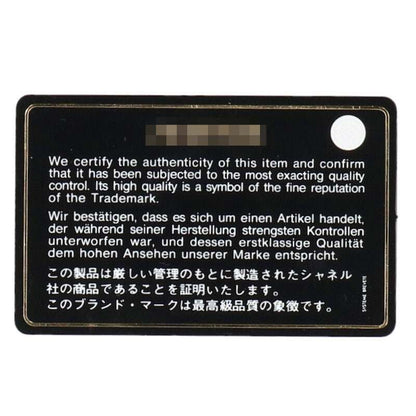 We certify the authenticity of this item and confirm
that it has been subjected to the most exacting quality
control. Its high quality is a symbol of the fine reputation
of the Trademark.
Wir bestätigen, dass es sich um einen Artikel handelt,
der während seiner Herstellung strengsten Kontrollen
unterworfen war, und dessen erstklassige Qualität
dem hohen Ansehen unserer Marke entspricht.
この製品は厳しい管理のもとに製造されたシャネル
社の商品であることを証明いたします。
このブランド・マークは最高級品質の象徴です。